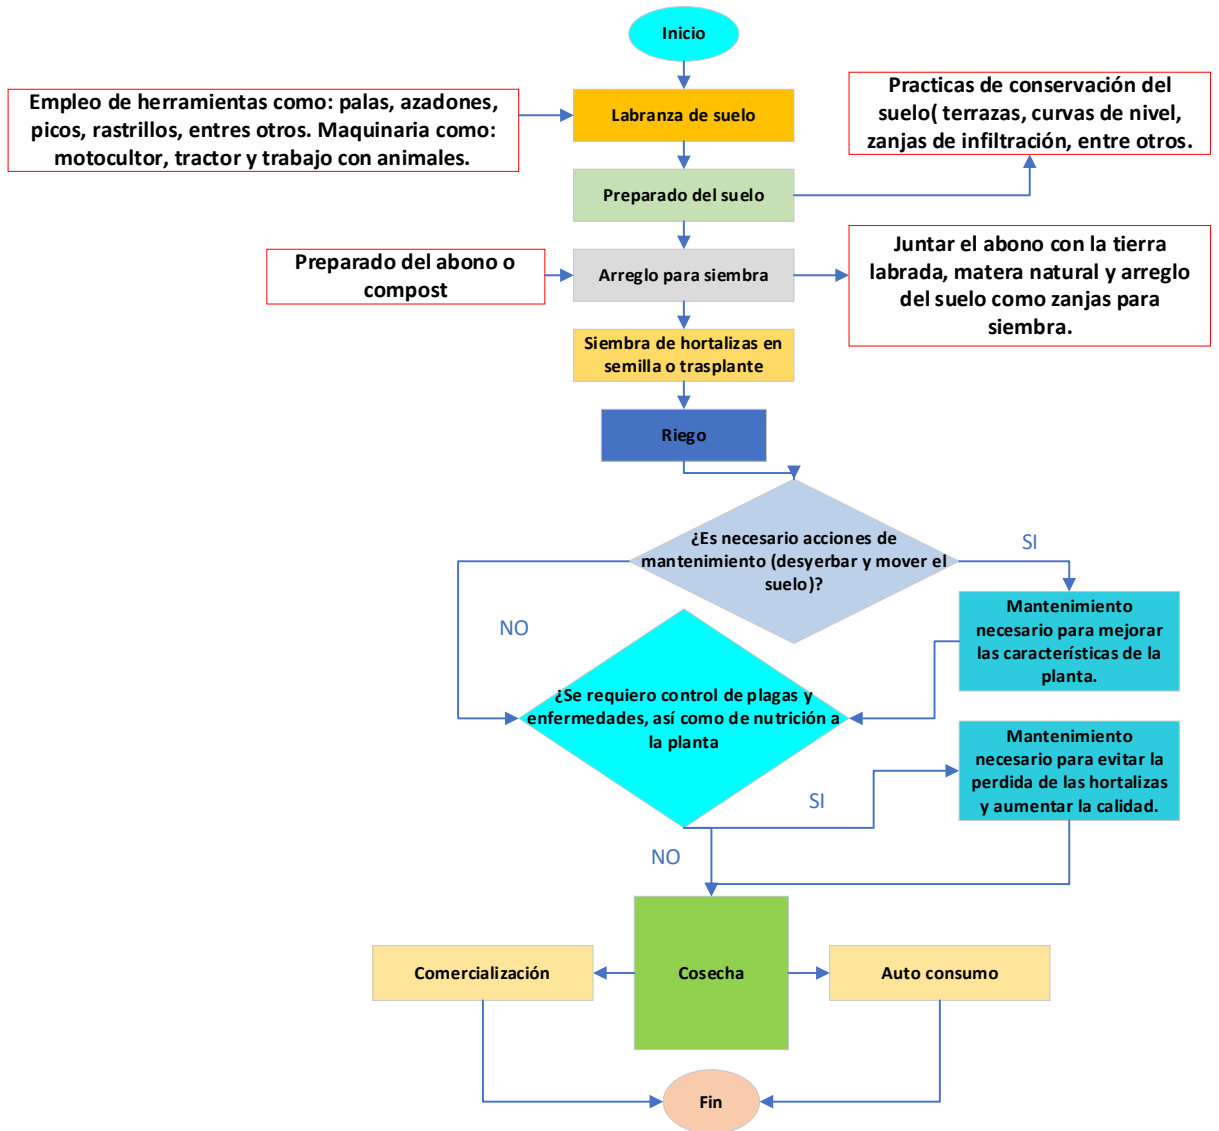 Inicio
Empleo de herramientas como: palas, azadones,
picos, rastrillos, entres otros. Maquinaria como:
motocultor, tractor y trabajo con animales.
Labranza de suelo
Practicas de conservación del
suelo( terrazas, curvas de nivel,
zanjas de infiltración, entre otros.
Preparado del suelo
Preparado del abono o
compost
Arreglo para siembra
Juntar el abono con la tierra
labrada, matera natural y arreglo
del suelo como zanjas para
siembra.
Siembra de hortalizas en
semilla o trasplante
Riego
¿Es necesario acciones de
mantenimiento (desyerbar y mover el
suelo)?
SI
NO
Mantenimiento
necesario para mejorar
las características de la
planta.
¿Se requiero control de plagas y
enfermedades, así como de nutrición a
la planta
Mantenimiento
necesario para evitar la
perdida de las hortalizas
y aumentar la calidad.
SI
NO
Comercialización
Cosecha
Auto consumo
Fin